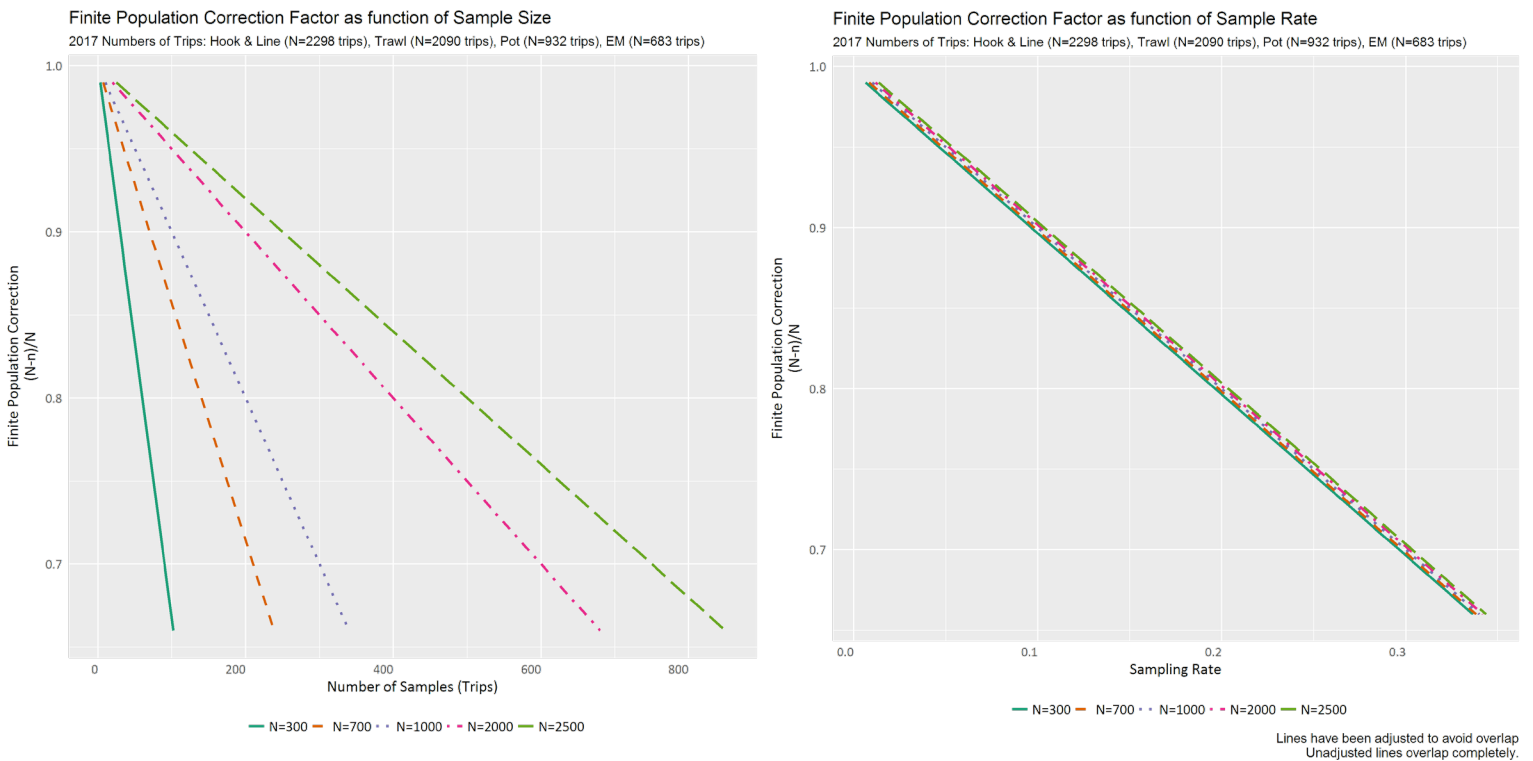 Finite Population Correction Factor as function of Sample Size
2017 Numbers of Trips: Hook & Line (N=2298 trips), Trawl (N=2090 trips), Pot (N=932 trips), EM (N=683 trips)
1.0
0.9
0.8
0.7
Finite Population Correction
(N-n)/N
0
200
400
600
800
Number of Samples (Trips)
N=300
N=700
N=1000
N=2000
N=2500
Finite Population Correction Factor as function of Sample Rate
2017 Numbers of Trips: Hook & Line (N=2298 trips), Trawl (N=2090 trips), Pot (N=932 trips), EM (N=683 trips)
1.0
0.9
0.8
0.7
Finite Population Correction
(N-n)/N
0.0
0.1
0.2
0.3
Sampling Rate
N=300
N=700
N=1000
N=2000
N=2500
Lines have been adjusted to avoid overlap
Unadjusted lines overlap completely.